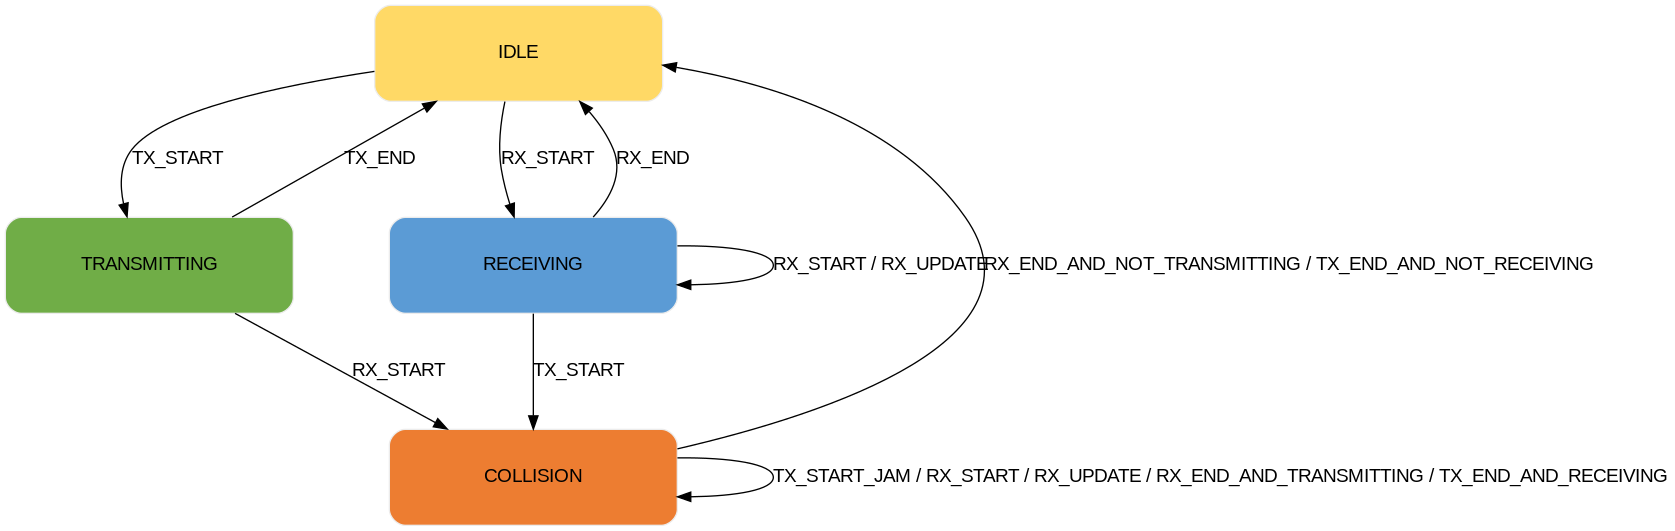 IDLE
TX_START
TX_END
RX_START
RX_END
TRANSMITTING
RECEIVING
RX_START / RX_UPDATE
RX_END_AND_NOT_TRANSMITTING / TX_END_AND_NOT_RECEIVING
RX_START
TX_START
COLLISION
TX_START_JAM / RX_START / RX_UPDATE / RX_END_AND_TRANSMITTING / TX_END_AND_RECEIVING